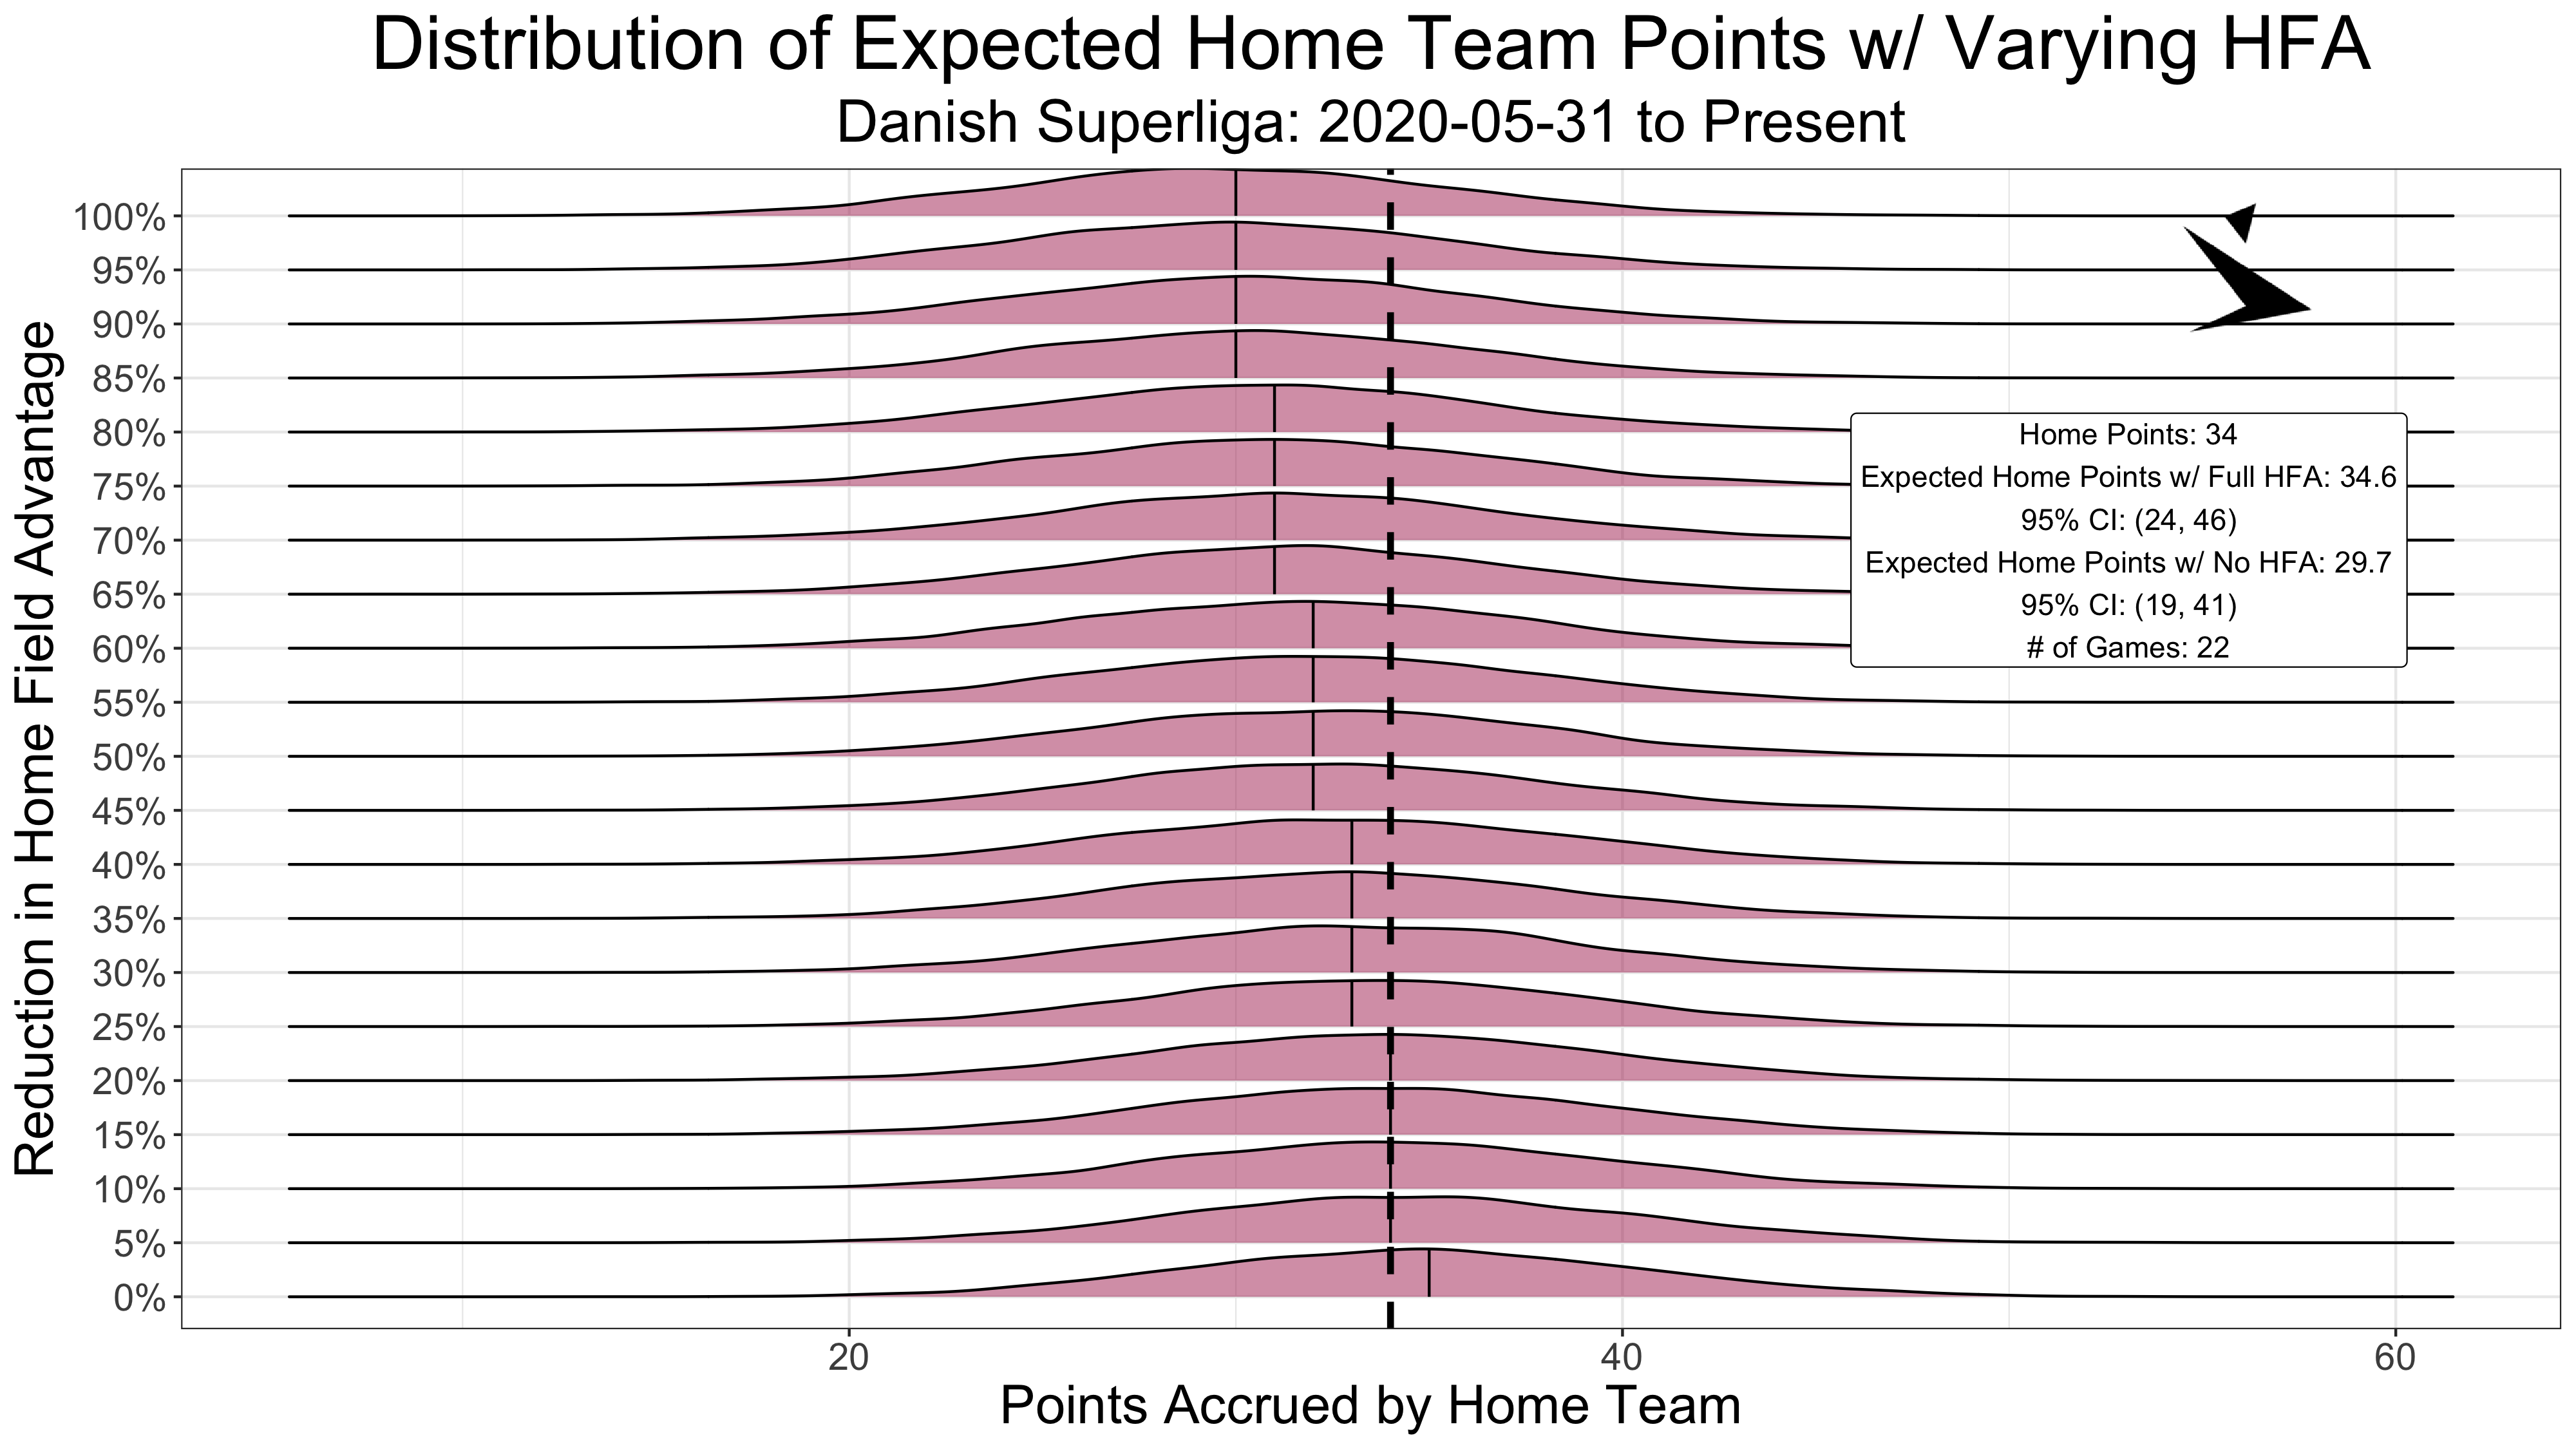 Distribution of Expected Home Team Points w/ Varying HFA
Danish Superliga: 2020-05-31 to Present
Reduction in Home Field Advantage
100%
95%
90%
85%
80%
75%
70%
65%
60%
55%
50%
45%
40%
35%
30%
25%
20%
15%
10%
5%
0%
Home Points: 34
Expected Home Points w/ Full HFA: 34.6
95% CI: (24, 46)
Expected Home Points w/ No HFA: 29.7
95% CI: (19, 41)
# of Games: 22
20
40
60
Points Accrued by Home Team